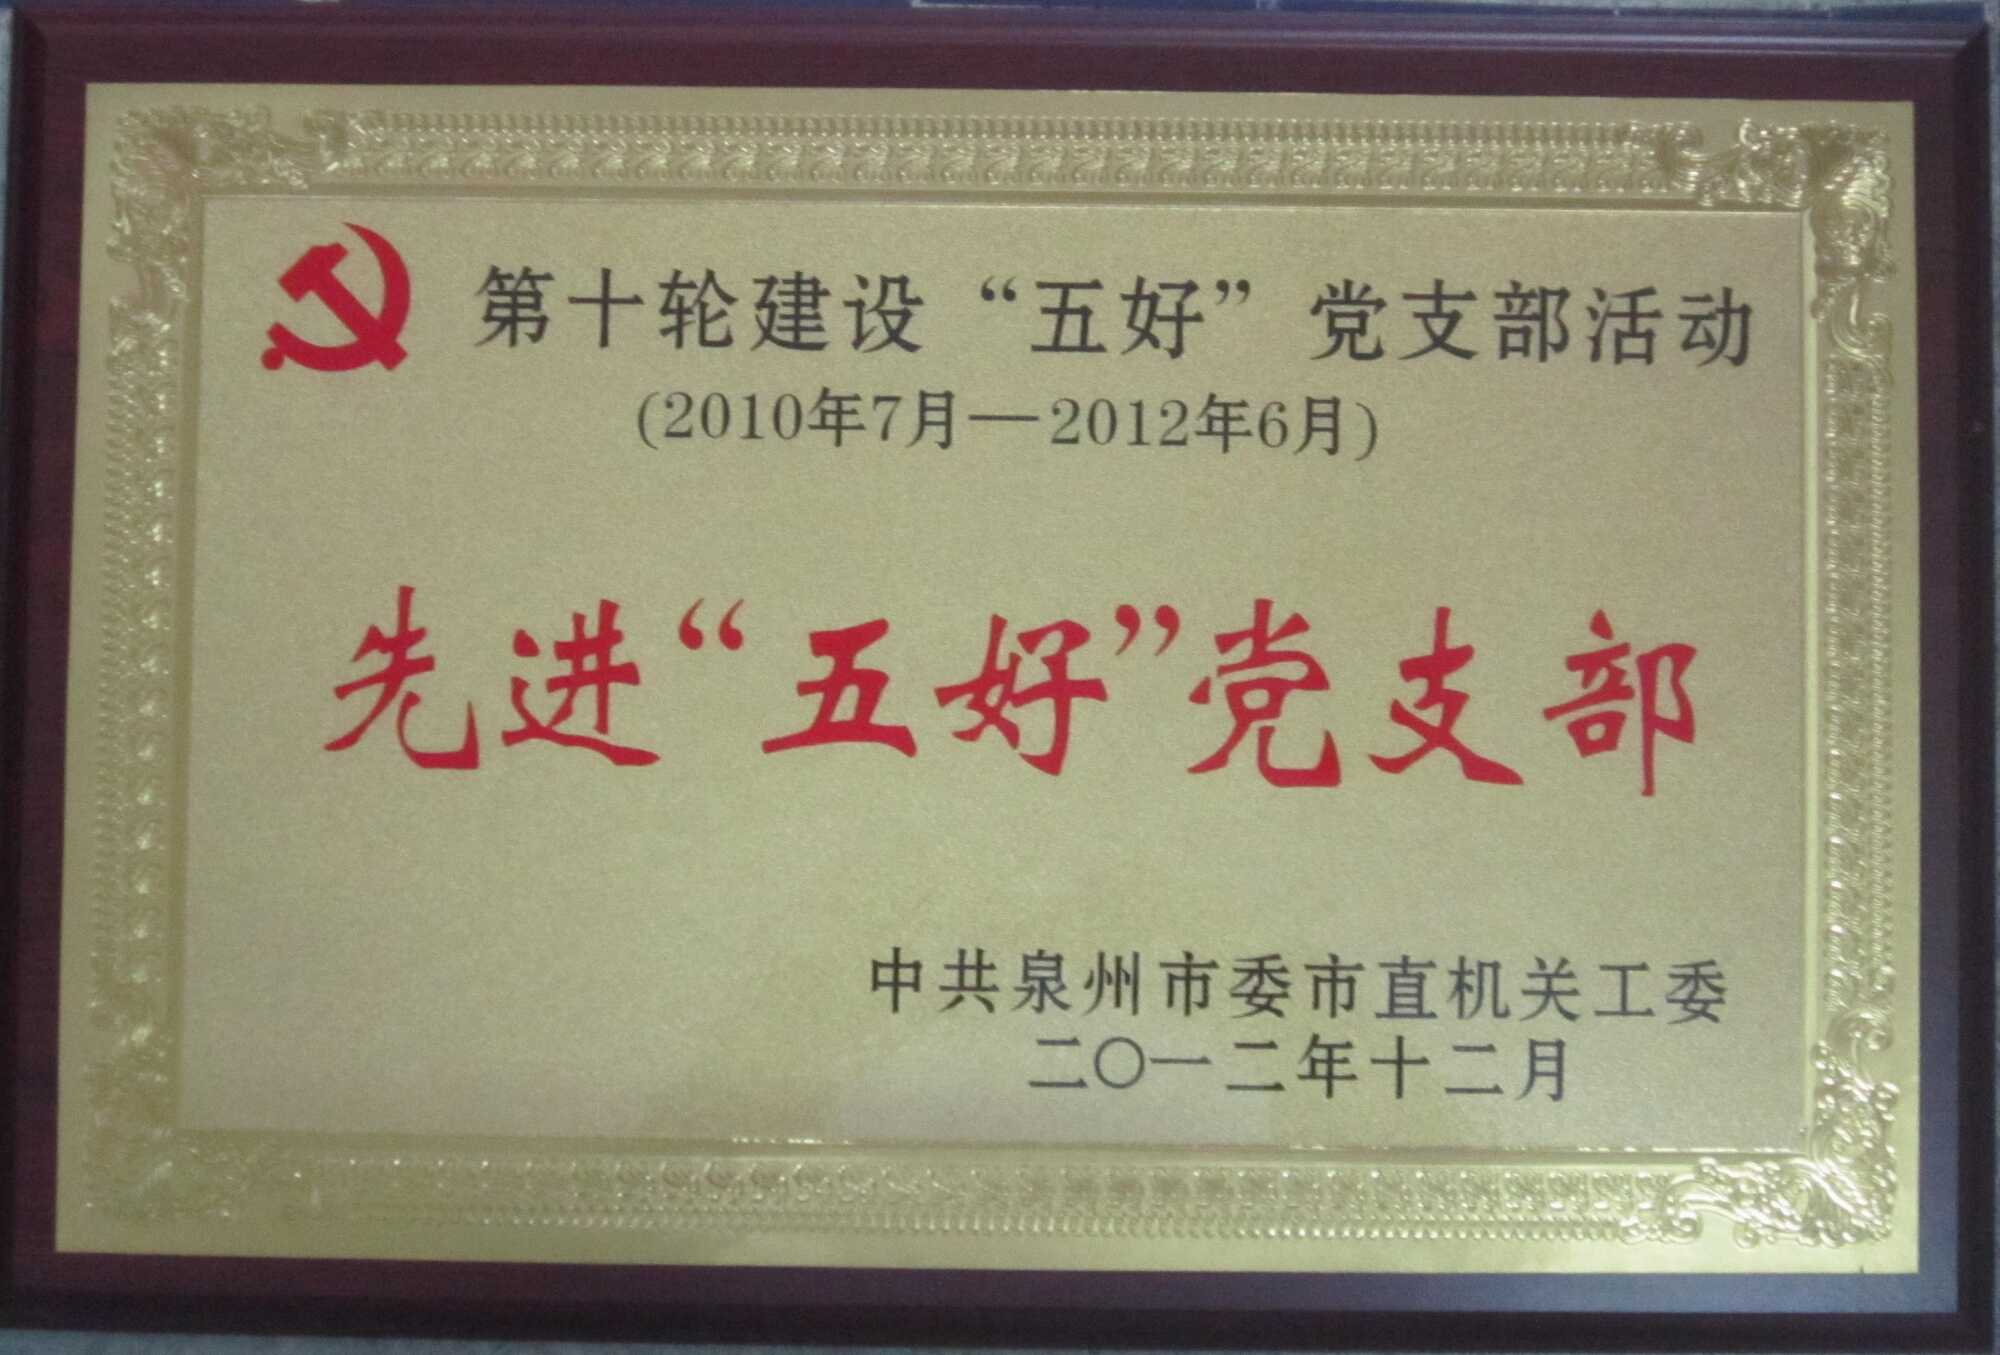 第十轮建设“五好”党支部活动
(2010年7月—2012年6月)
先进“五好”党支部
中共泉州市委市直机关工委
二〇一二年十二月